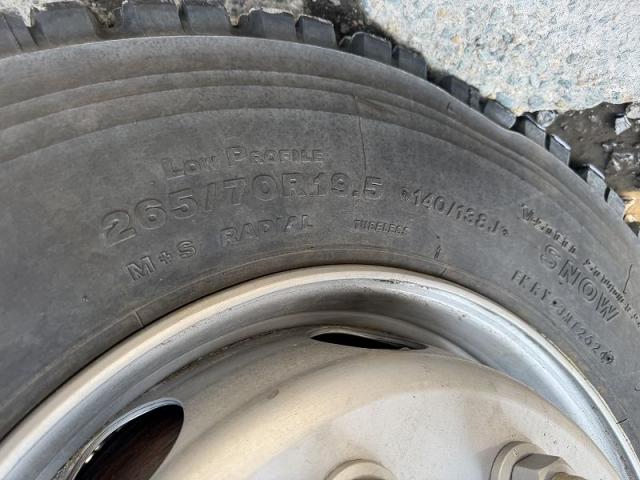 LOW PROFILE
265/70R19.5 140/138J
M+S RADIAL TUBELESS
SNOW